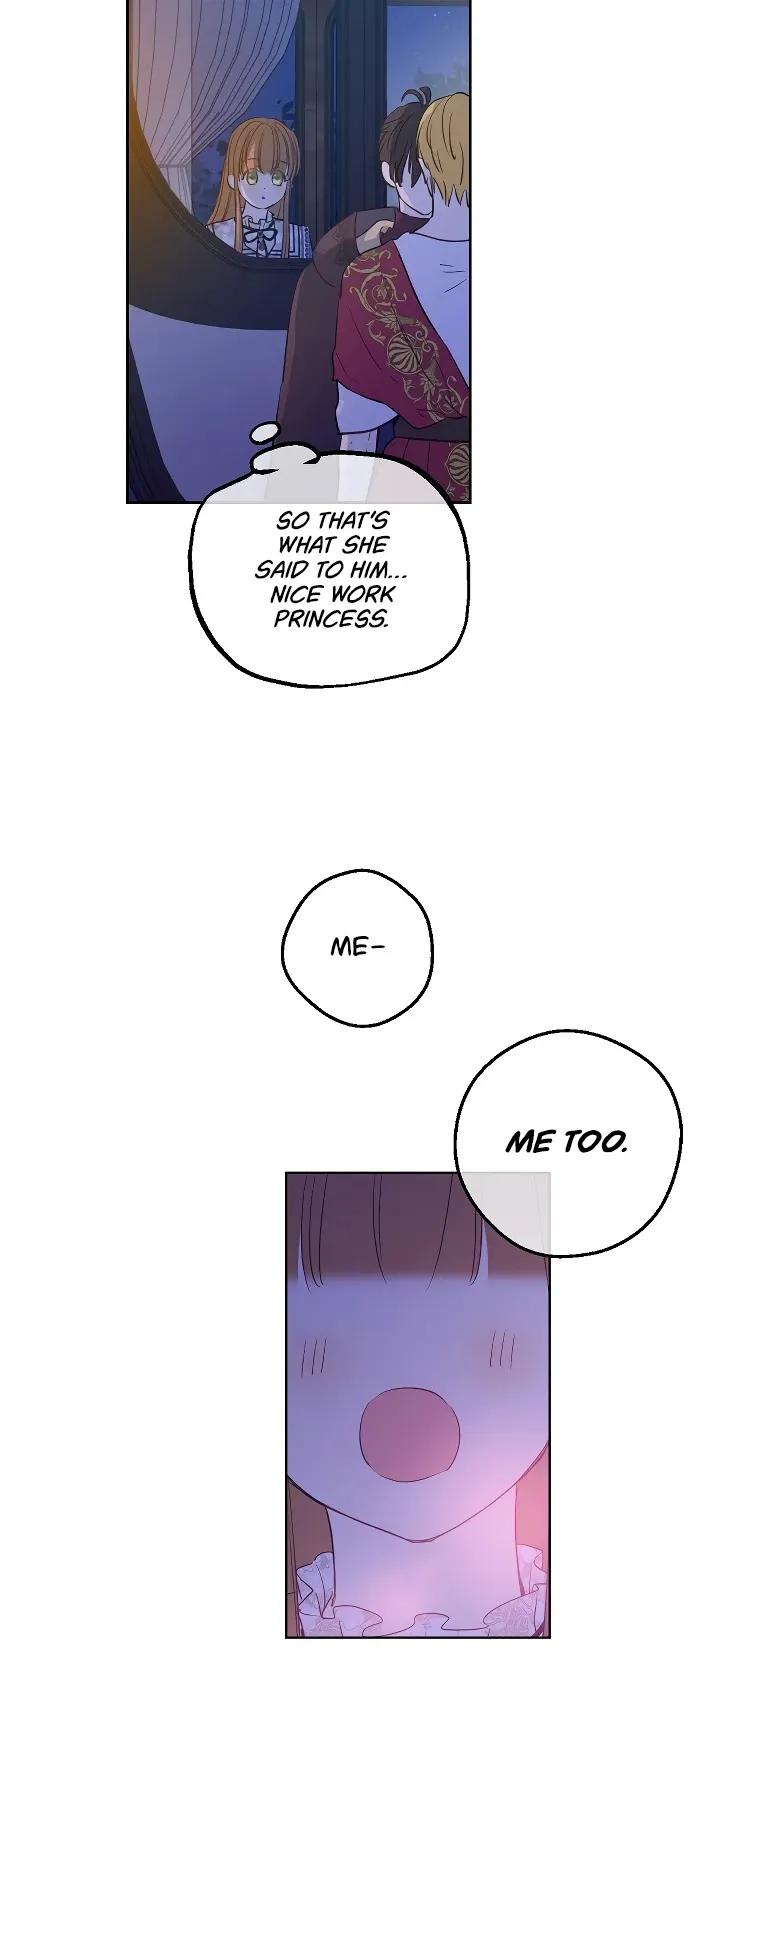 SO THAT'S
WHAT SHE
SAID TO HIM...
NICE WORK
PRINCESS.
ME-
ME TOO.